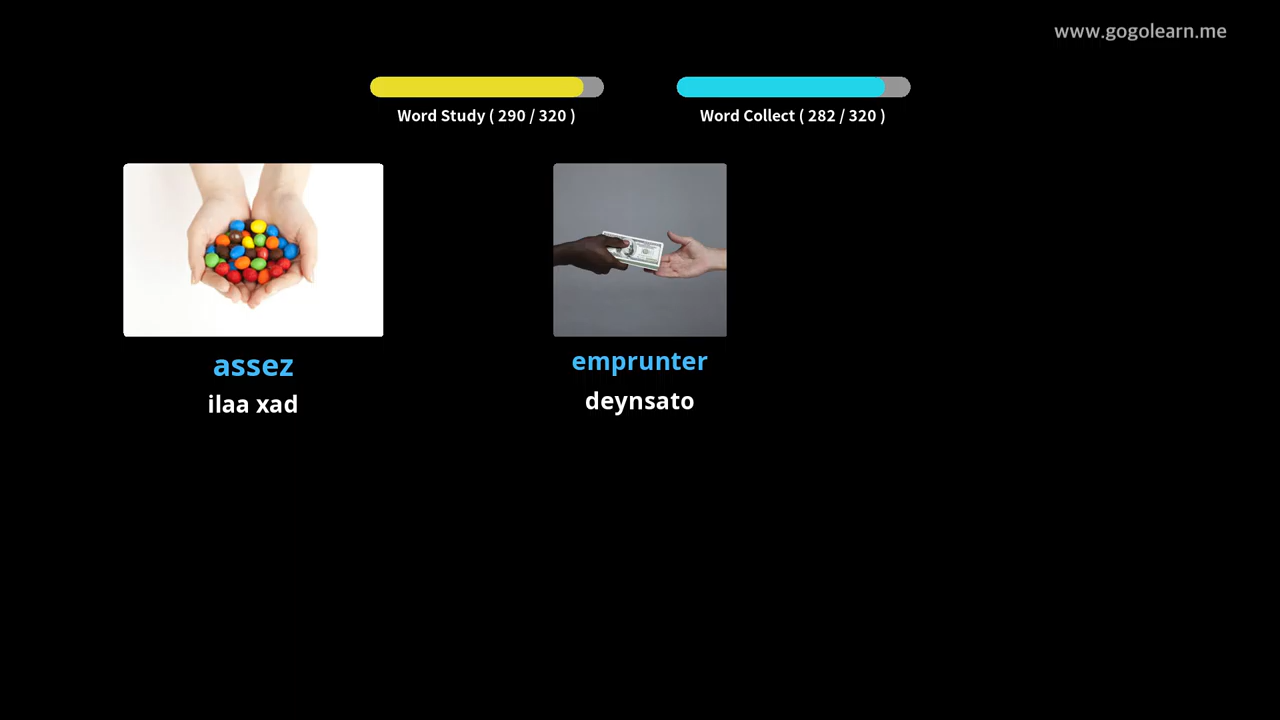 www.gogolearn.me
Word Study ( 290 / 320 )
Word Collect ( 282 / 320 )
assez
ilaa xad
emprunter
deynsato